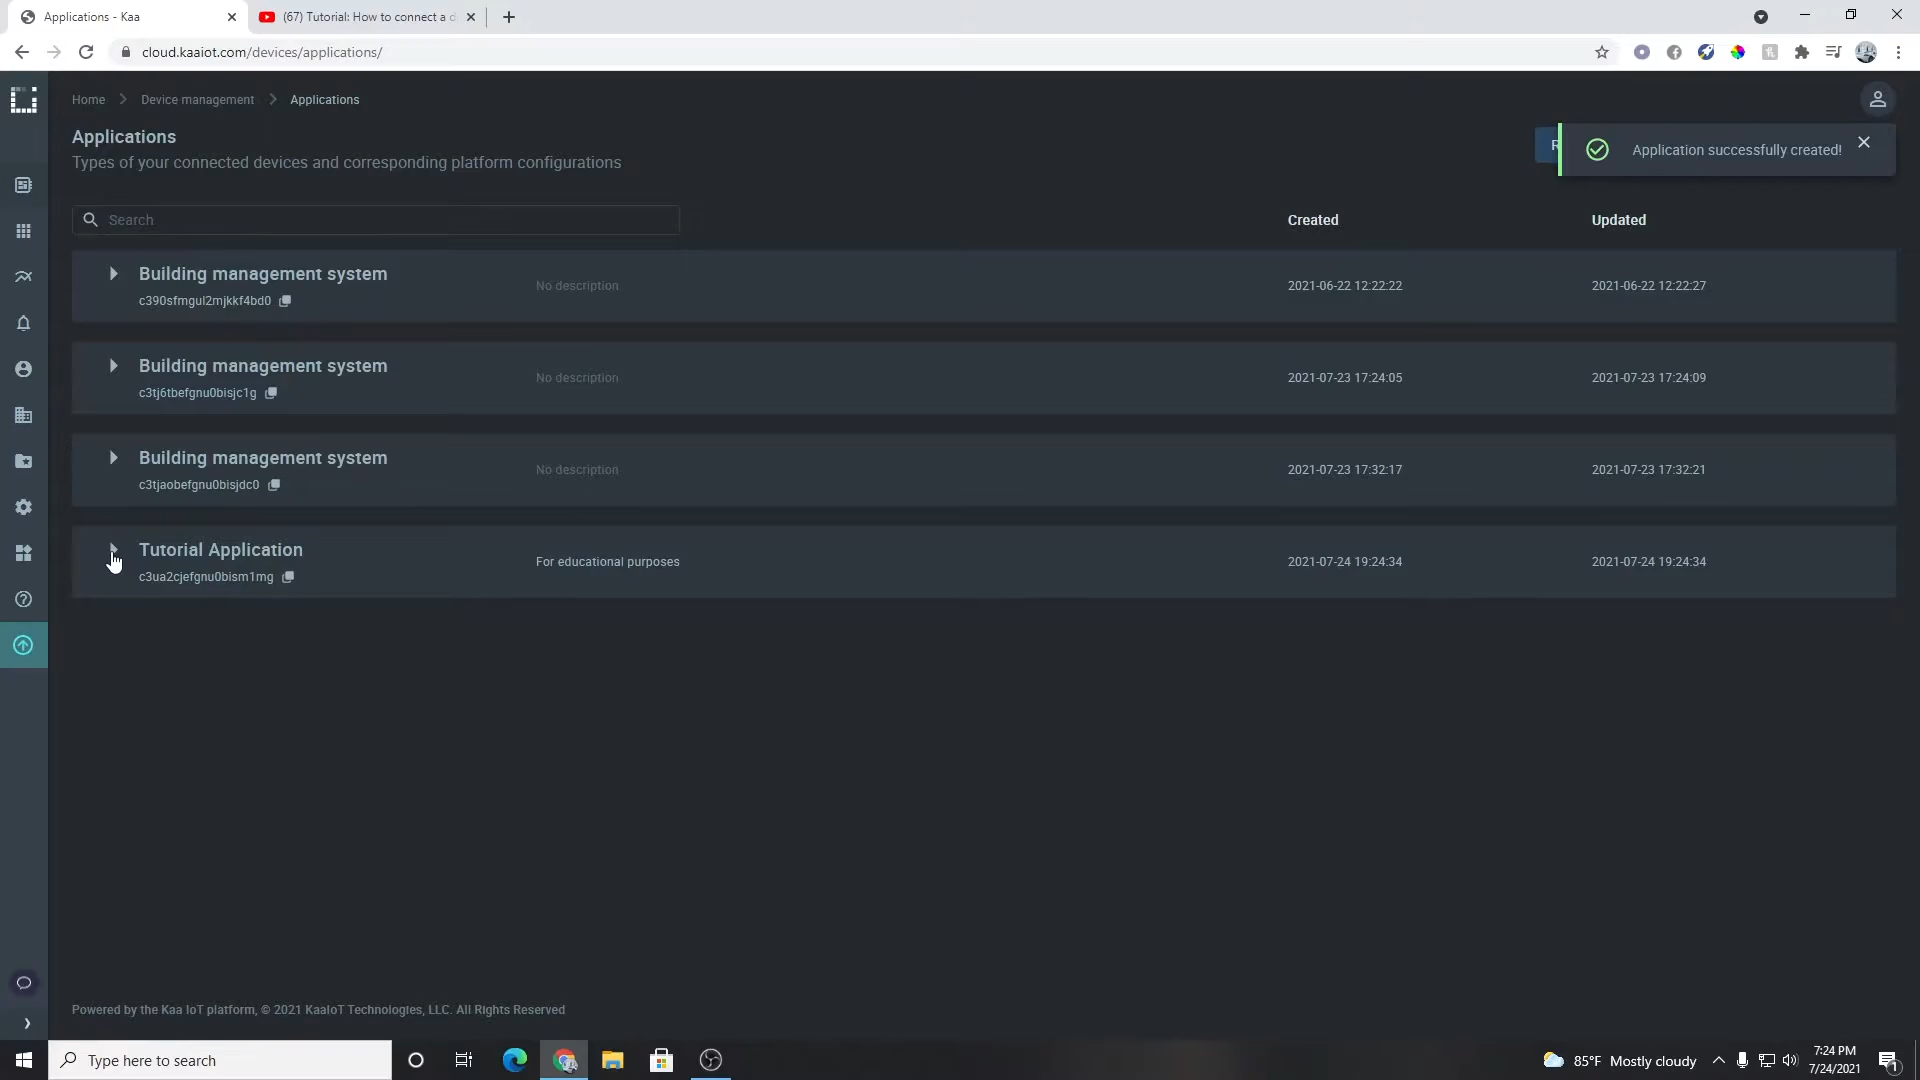 Applications - Kaa
(67) Tutorial: How to connect a d
cloud.kaaiot.com/devices/applications/
Home
Device management
Applications
Applications
Types of your connected devices and corresponding platform configurations
R
Application successfully created!
Search
Created
Updated
Building management system
c390sfmgul2mjkkf4bd0
No description
2021-06-22 12:22:22
2021-06-22 12:22:27
Building management system
c3tj6tbefgnu0bisjc1g
No description
2021-07-23 17:24:05
2021-07-23 17:24:09
Building management system
c3tjaobefgnu0bisjdc0
No description
2021-07-23 17:32:17
2021-07-23 17:32:21
Tutorial Application
c3ua2cjefgnu0bism1mg
For educational purposes
2021-07-24 19:24:34
2021-07-24 19:24:34
Powered by the Kaa IoT platform, © 2021 KaaIoT Technologies, LLC. All Rights Reserved
Type here to search
85°F Mostly cloudy
7:24 PM
7/24/2021
1